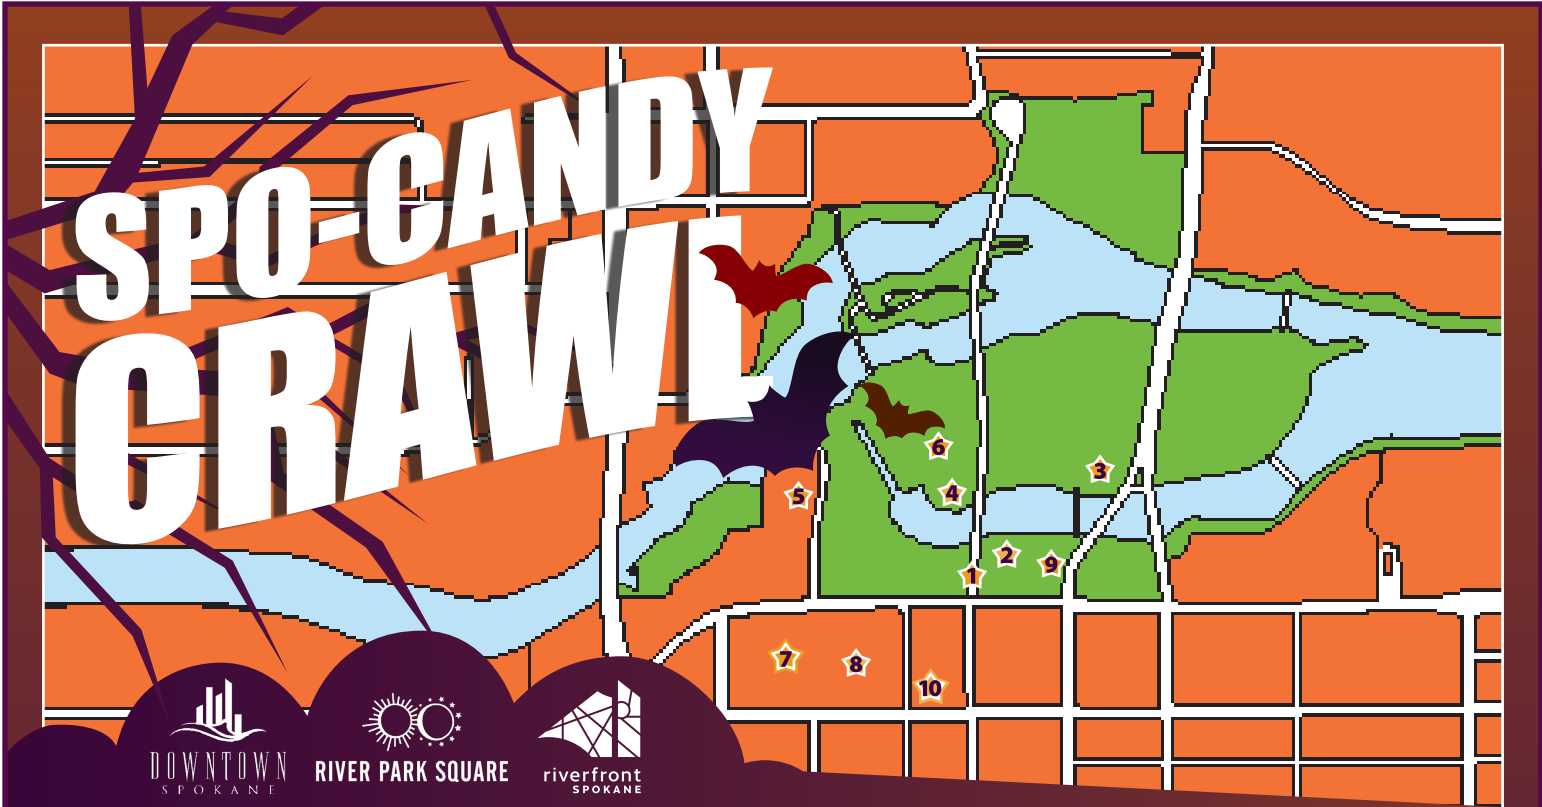 SPO-CANDY
CRAWL
6
3
4
5
2
9
1
7
8
10
DOWNTOWN
SPOKANE
RIVER PARK SQUARE
riverfront
SPOKANE